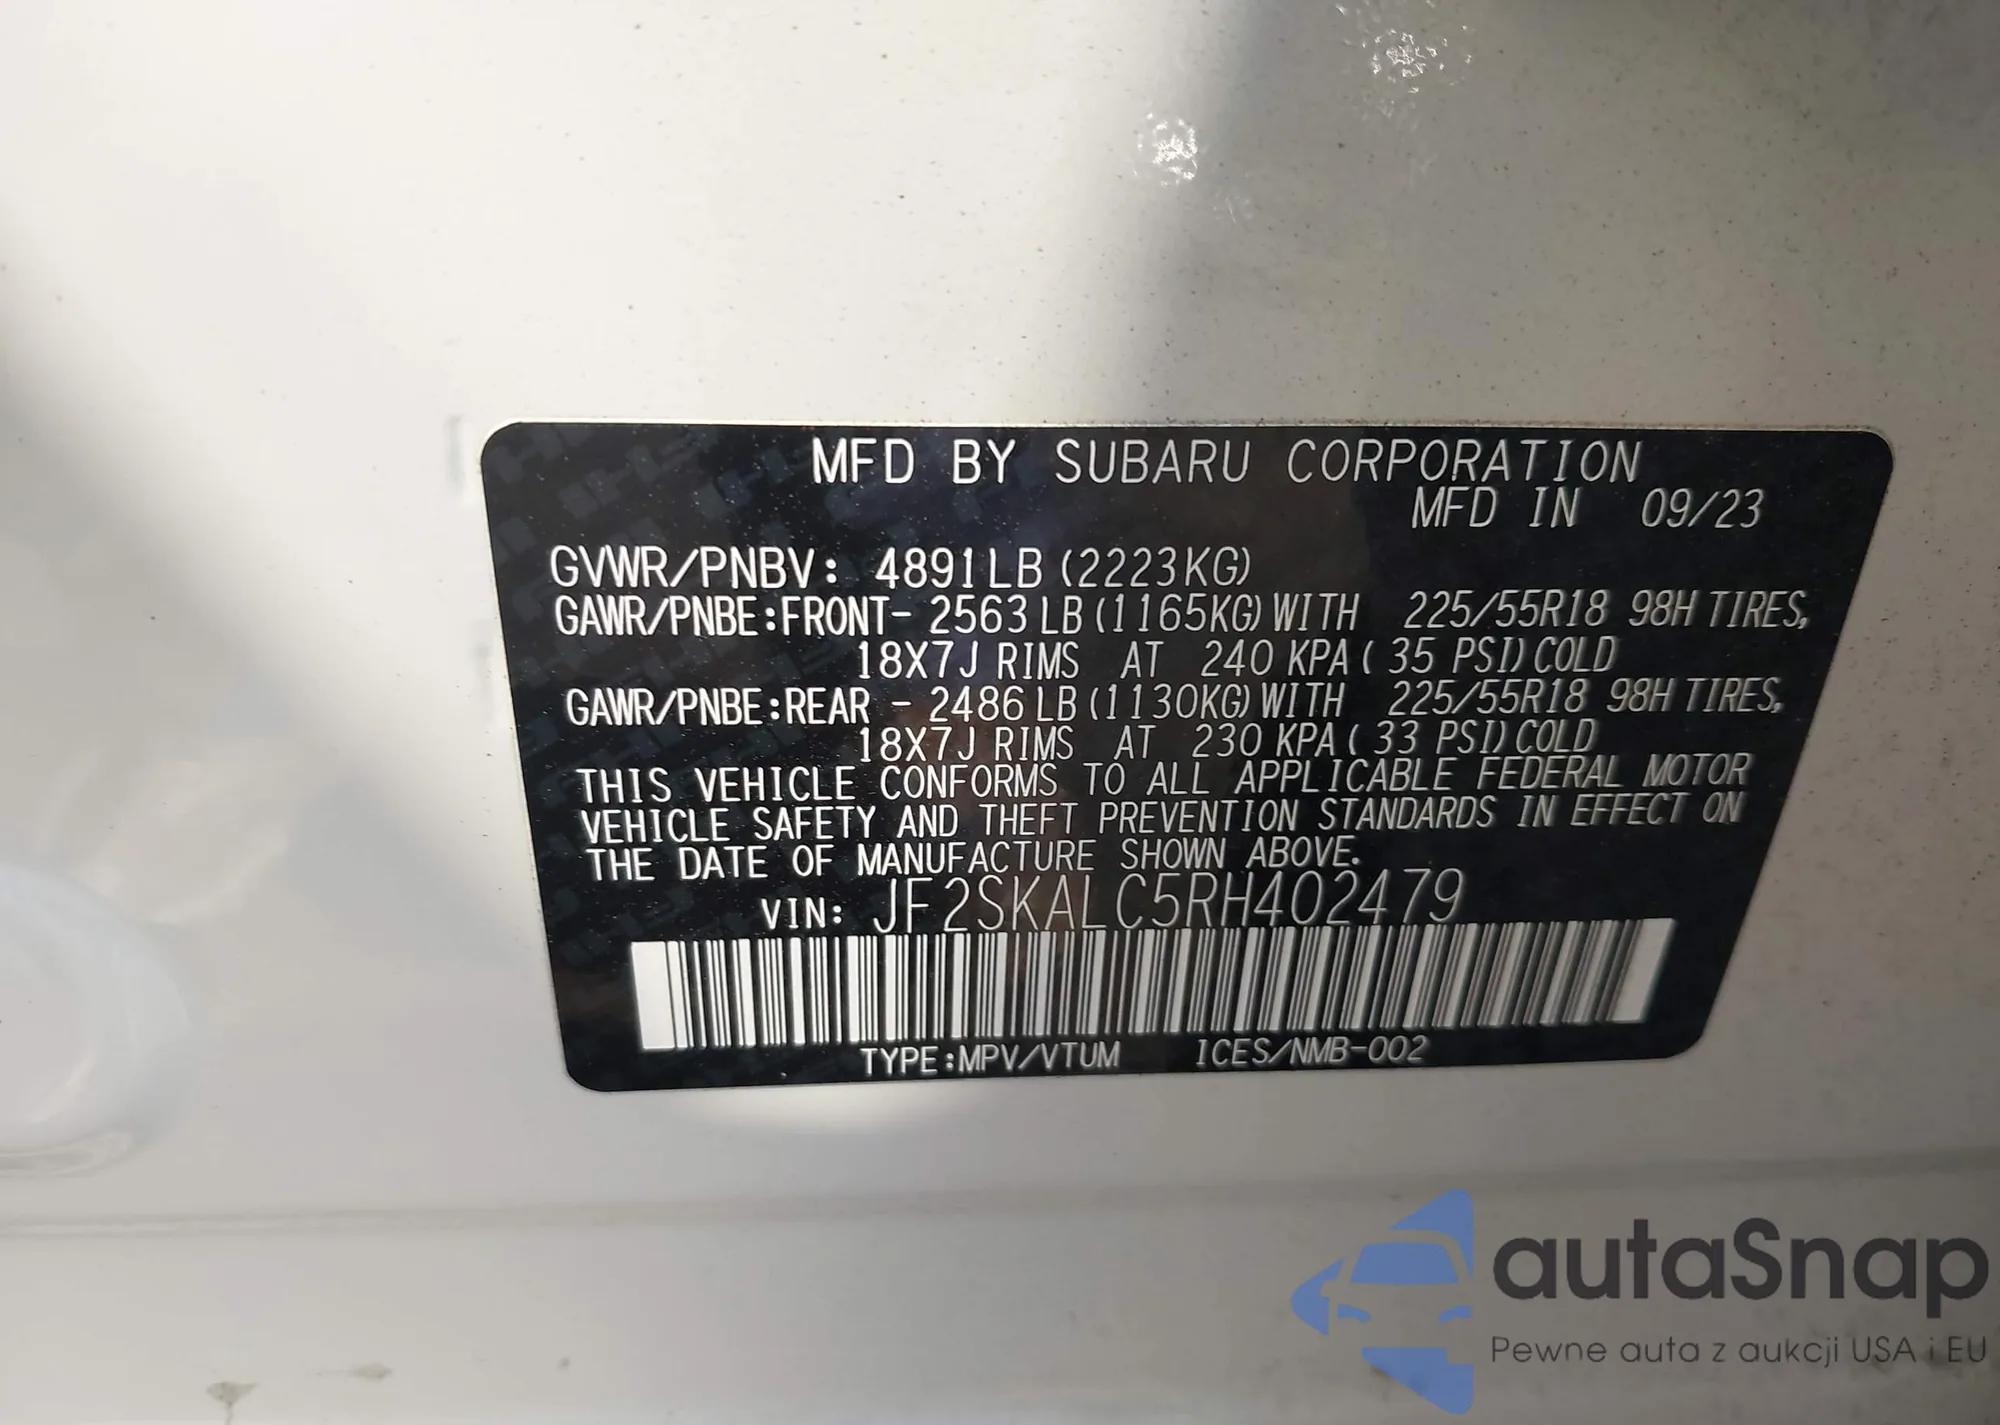 MFD BY SUBARU CORPORATION
MFD IN 09/23
GVWR/PNBV: 4891LB (2223KG)
GAWR/PNBE:FRONT- 2563 LB (1165KG) WITH 225/55R18 98H TIRES,
18X7J RIMS AT 240 KPA ( 35 PSI) COLD
GAWR/PNBE:REAR - 2486 LB (1130KG) WITH 225/55R18 98H TIRES,
18X7J RIMS AT 230 KPA ( 33 PSI) COLD
THIS VEHICLE CONFORMS TO ALL APPLICABLE FEDERAL MOTOR
VEHICLE SAFETY AND THEFT PREVENTION STANDARDS IN EFFECT ON
THE DATE OF MANUFACTURE SHOWN ABOVE.
VIN: JF2SKALC5RH402479
TYPE:MPV/VTUM ICES/NMB-002
autaSnap
Pewne auta z aukcji USA i EU